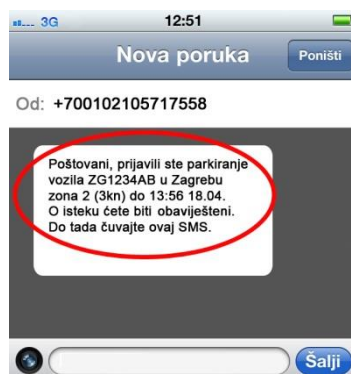 3G 12:51
Nova poruka Poništi
Od: +700102105717558
Poštovani, prijavili ste parkiranje
vozila ZG1234AB u Zagrebu
zona 2 (3kn) do 13:56 18.04.
O isteku ćete biti obaviješteni.
Do tada čuvajte ovaj SMS.
Šalji